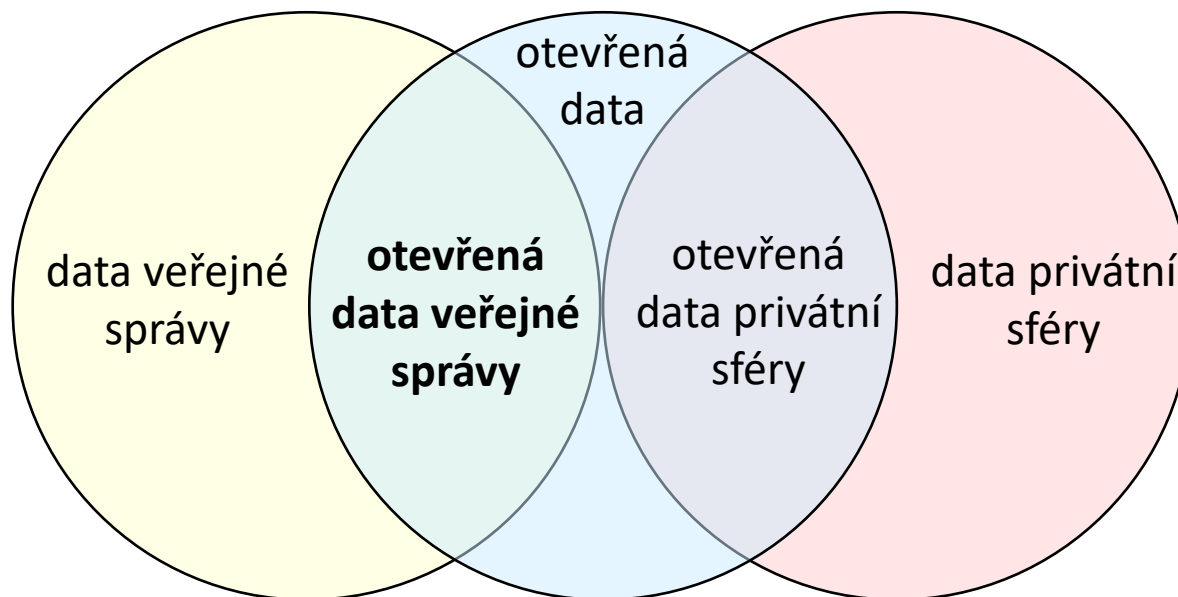 otevřená
data
data veřejné
správy
otevřená
data veřejné
správy
otevřená
data privátní
sféry
data privátní
sféry